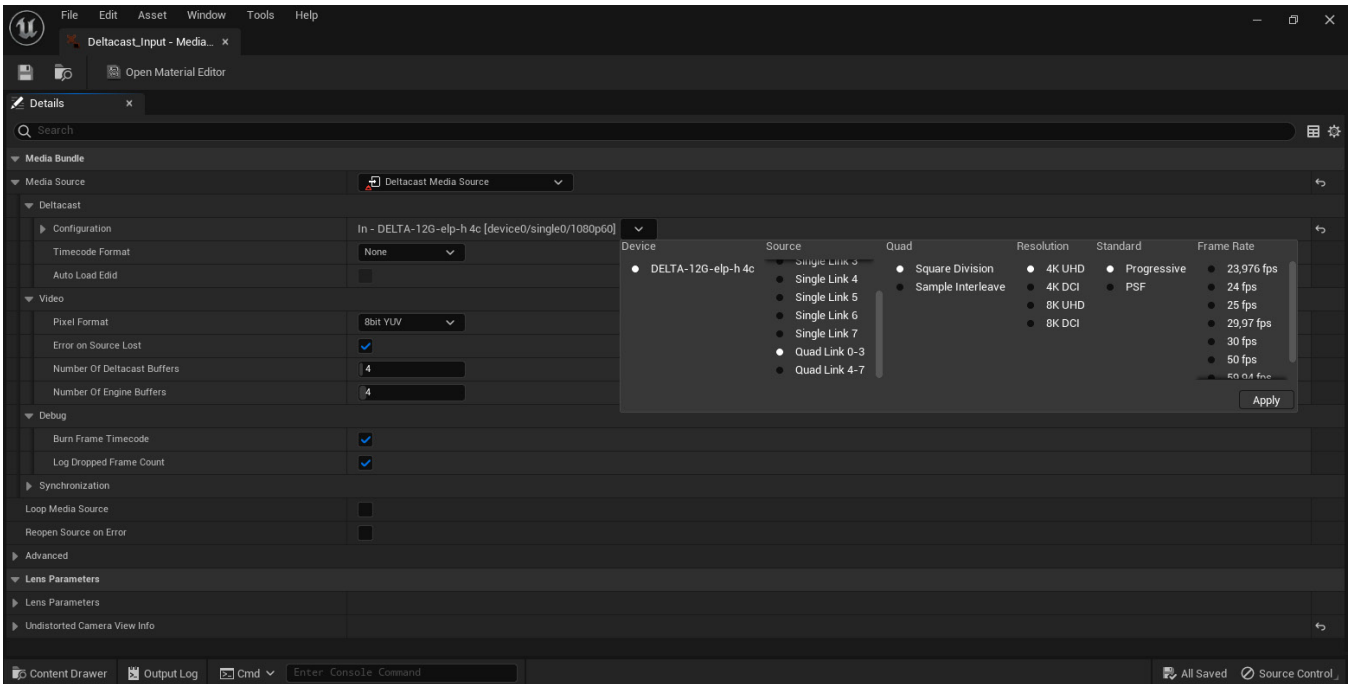 File Edit Asset Window Tools Help
Deltacast_Input - Media...
Open Material Editor
Details
Search
Media Bundle
Media Source Deltacast Media Source
Deltacast
Configuration In - DELTA-12G-elp-h 4c [device0/single0/1080p60]
Timecode Format None
Auto Load Edid
Video
Pixel Format 8bit YUV
Error on Source Lost
Number Of Deltacast Buffers 4
Number Of Engine Buffers 4
Debug
Burn Frame Timecode
Log Dropped Frame Count
Synchronization
Loop Media Source
Reopen Source on Error
Advanced
Lens Parameters
Lens Parameters
Undistorted Camera View Info
Device Source Quad Resolution Standard Frame Rate
Single Link 3
DELTA-12G-elp-h 4c Square Division 4K UHD Progressive 23,976 fps
Single Link 4 Sample Interleave 4K DCI PSF 24 fps
Single Link 5 8K UHD 25 fps
Single Link 6 8K DCI 29,97 fps
Single Link 7 30 fps
Quad Link 0-3 50 fps
Quad Link 4-7 59,94 fps
Apply
Content Drawer Output Log Cmd Enter Console Command All Saved Source Control